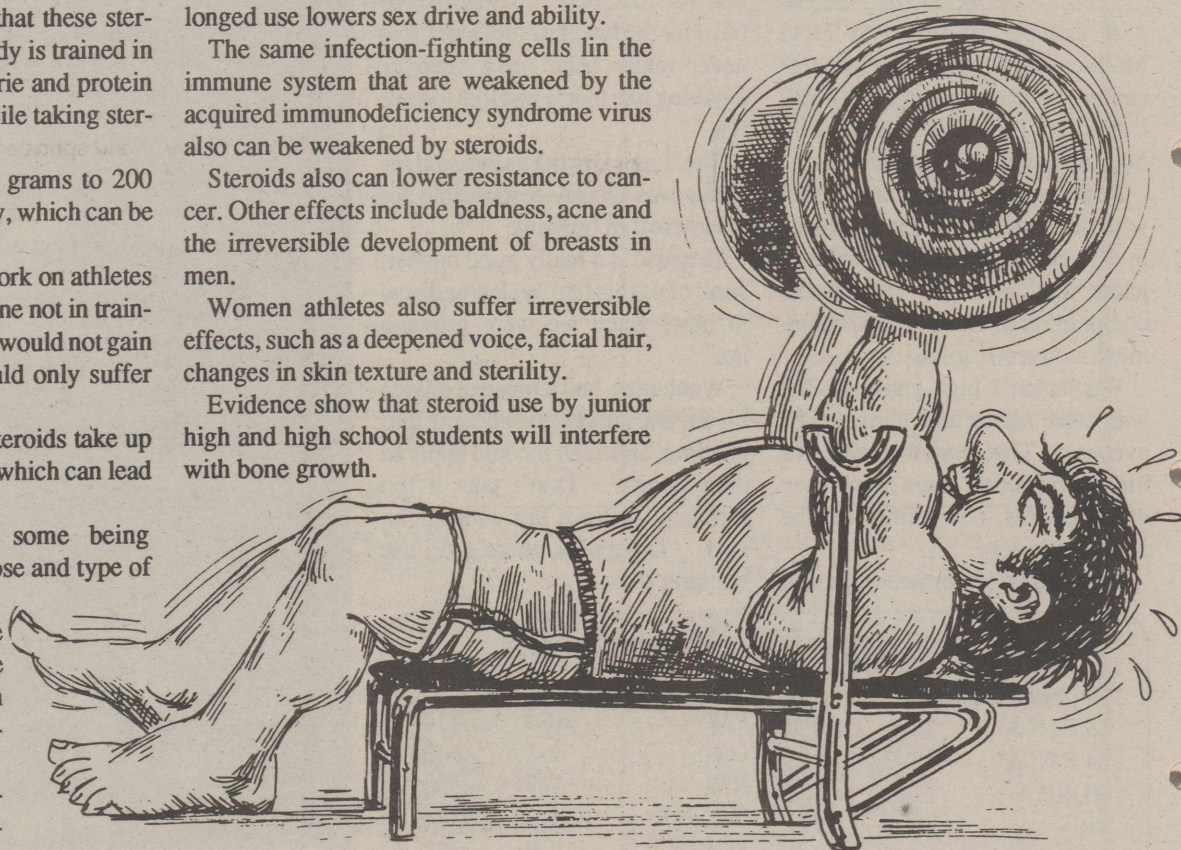 that these ster-
dy is trained in
rie and protein
ile taking ster-
grams to 200
, which can be
ork on athletes
ne not in train-
would not gain
ld only suffer
teroids take up
which can lead
some being
ose and type of
longed use lowers sex drive and ability.
The same infection-fighting cells lin the
immune system that are weakened by the
acquired immunodeficiency syndrome virus
also can be weakened by steroids.
Steroids also can lower resistance to can-
cer. Other effects include baldness, acne and
the irreversible development of breasts in
men.
Women athletes also suffer irreversible
effects, such as a deepened voice, facial hair,
changes in skin texture and sterility.
Evidence show that steroid use by junior
high and high school students will interfere
with bone growth.